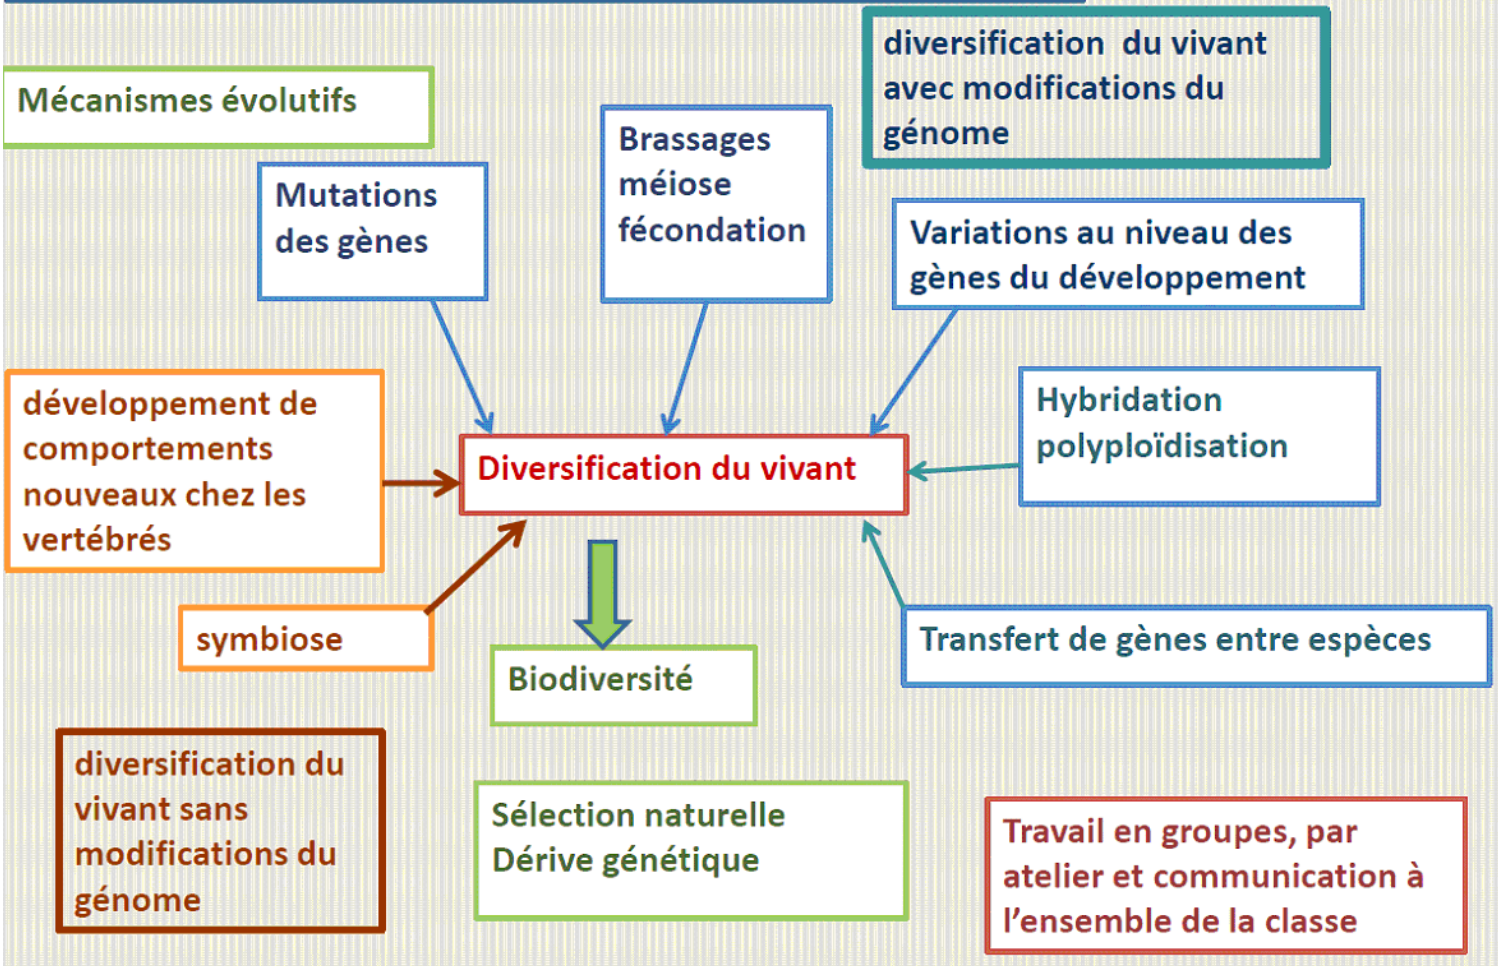 Mécanismes évolutifs
diversification du vivant
avec modifications du
génome
Brassages
méiose
fécondation
Mutations
des gènes
Variations au niveau des
gènes du développement
développement de
comportements
nouveaux chez les
vertébrés
Hybridation
polyploïdisation
Diversification du vivant
symbiose
Transfert de gènes entre espèces
Biodiversité
diversification du
vivant sans
modifications du
génome
Sélection naturelle
Dérive génétique
Travail en groupes, par
atelier et communication à
l'ensemble de la classe